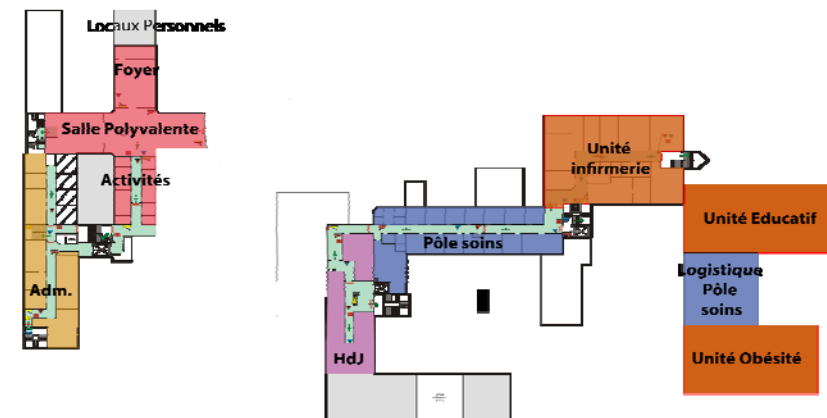 Locaux Personnels
Foyer
Salle Polyvalente
Activités
Adm.
Unité
infirmerie
Pôle soins
HdJ
Unité Educatif
Logistique
Pôle
soins
Unité Obésité